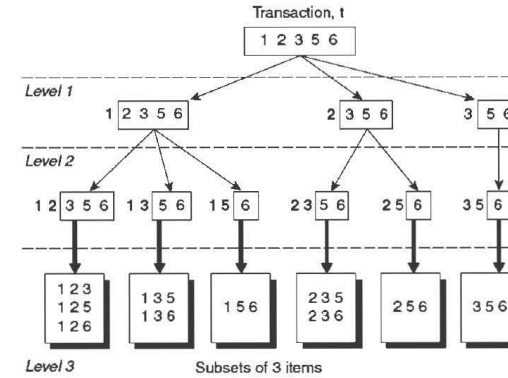 Transaction, t
1 2 3 5 6
Level 1
1 2 3 5 6
2 3 5 6
3 5 6
Level 2
1 2 3 5 6
1 3 5 6
1 5 6
2 3 5 6
2 5 6
3 5 6
1 2 3
1 2 5
1 2 6
1 3 5
1 3 6
1 5 6
2 3 5
2 3 6
2 5 6
3 5 6
Level 3
Subsets of 3 items